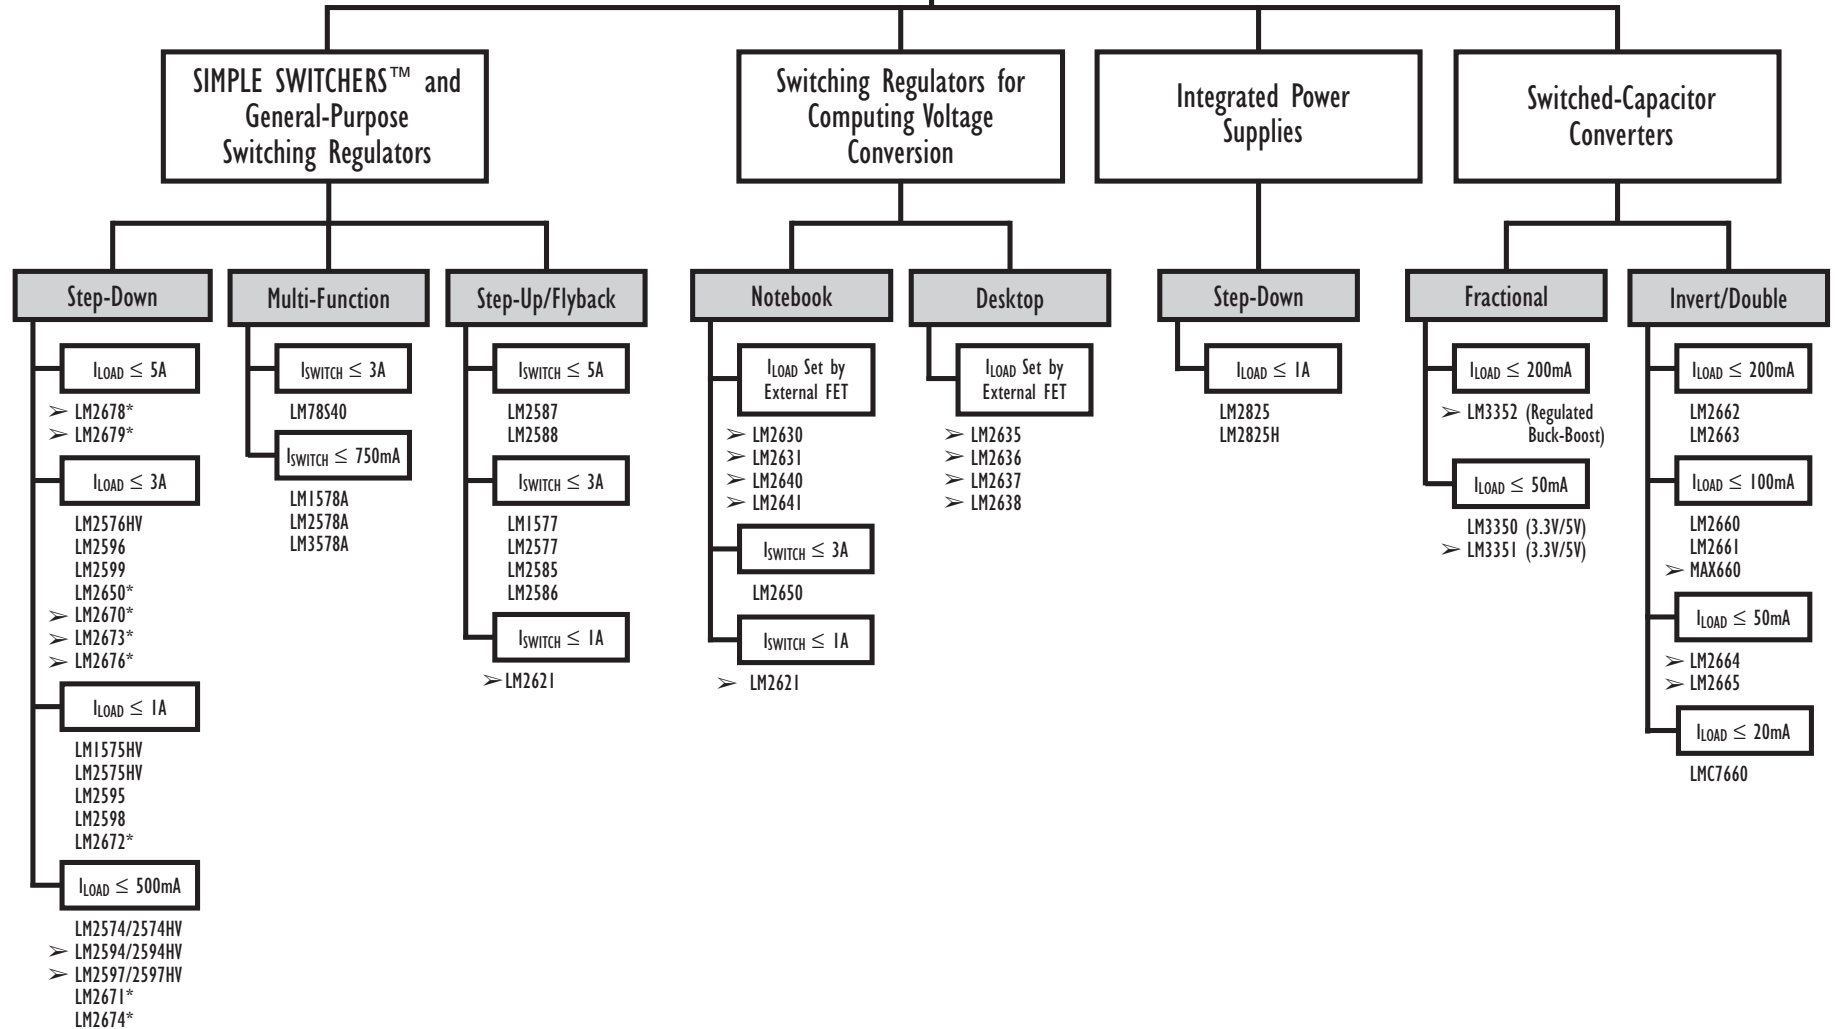 SIMPLE SWITCHERS™ and
General-Purpose
Switching Regulators
Switching Regulators for
Computing Voltage
Conversion
Integrated Power
Supplies
Switched-Capacitor
Converters
Step-Down
ILOAD ≤ 5A
➢ LM2678*
➢ LM2679*
ILOAD ≤ 3A
LM2576HV
LM2596
LM2599
LM2650*
➢ LM2670*
➢ LM2673*
➢ LM2676*
ILOAD ≤ 1A
LM1575HV
LM2575HV
LM2595
LM2598
LM2672*
ILOAD ≤ 500mA
LM2574/2574HV
➢ LM2594/2594HV
➢ LM2597/2597HV
LM2671*
LM2674*
Multi-Function
ISWITCH ≤ 3A
LM78S40
ISWITCH ≤ 750mA
LM1578A
LM2578A
LM3578A
Step-Up/Flyback
ISWITCH ≤ 5A
LM2587
LM2588
ISWITCH ≤ 3A
LM1577
LM2577
LM2585
LM2586
ISWITCH ≤ 1A
➢ LM2621
Notebook
ILOAD Set by
External FET
➢ LM2630
➢ LM2631
➢ LM2640
➢ LM2641
ISWITCH ≤ 3A
LM2650
ISWITCH ≤ 1A
➢ LM2621
Desktop
ILOAD Set by
External FET
➢ LM2635
➢ LM2636
➢ LM2637
➢ LM2638
Step-Down
ILOAD ≤ 1A
LM2825
LM2825H
Fractional
ILOAD ≤ 200mA
➢ LM3352 (Regulated
Buck-Boost)
ILOAD ≤ 50mA
LM3350 (3.3V/5V)
➢ LM3351 (3.3V/5V)
Invert/Double
ILOAD ≤ 200mA
LM2662
LM2663
ILOAD ≤ 100mA
LM2660
LM2661
➢ MAX660
ILOAD ≤ 50mA
➢ LM2664
➢ LM2665
ILOAD ≤ 20mA
LMC7660